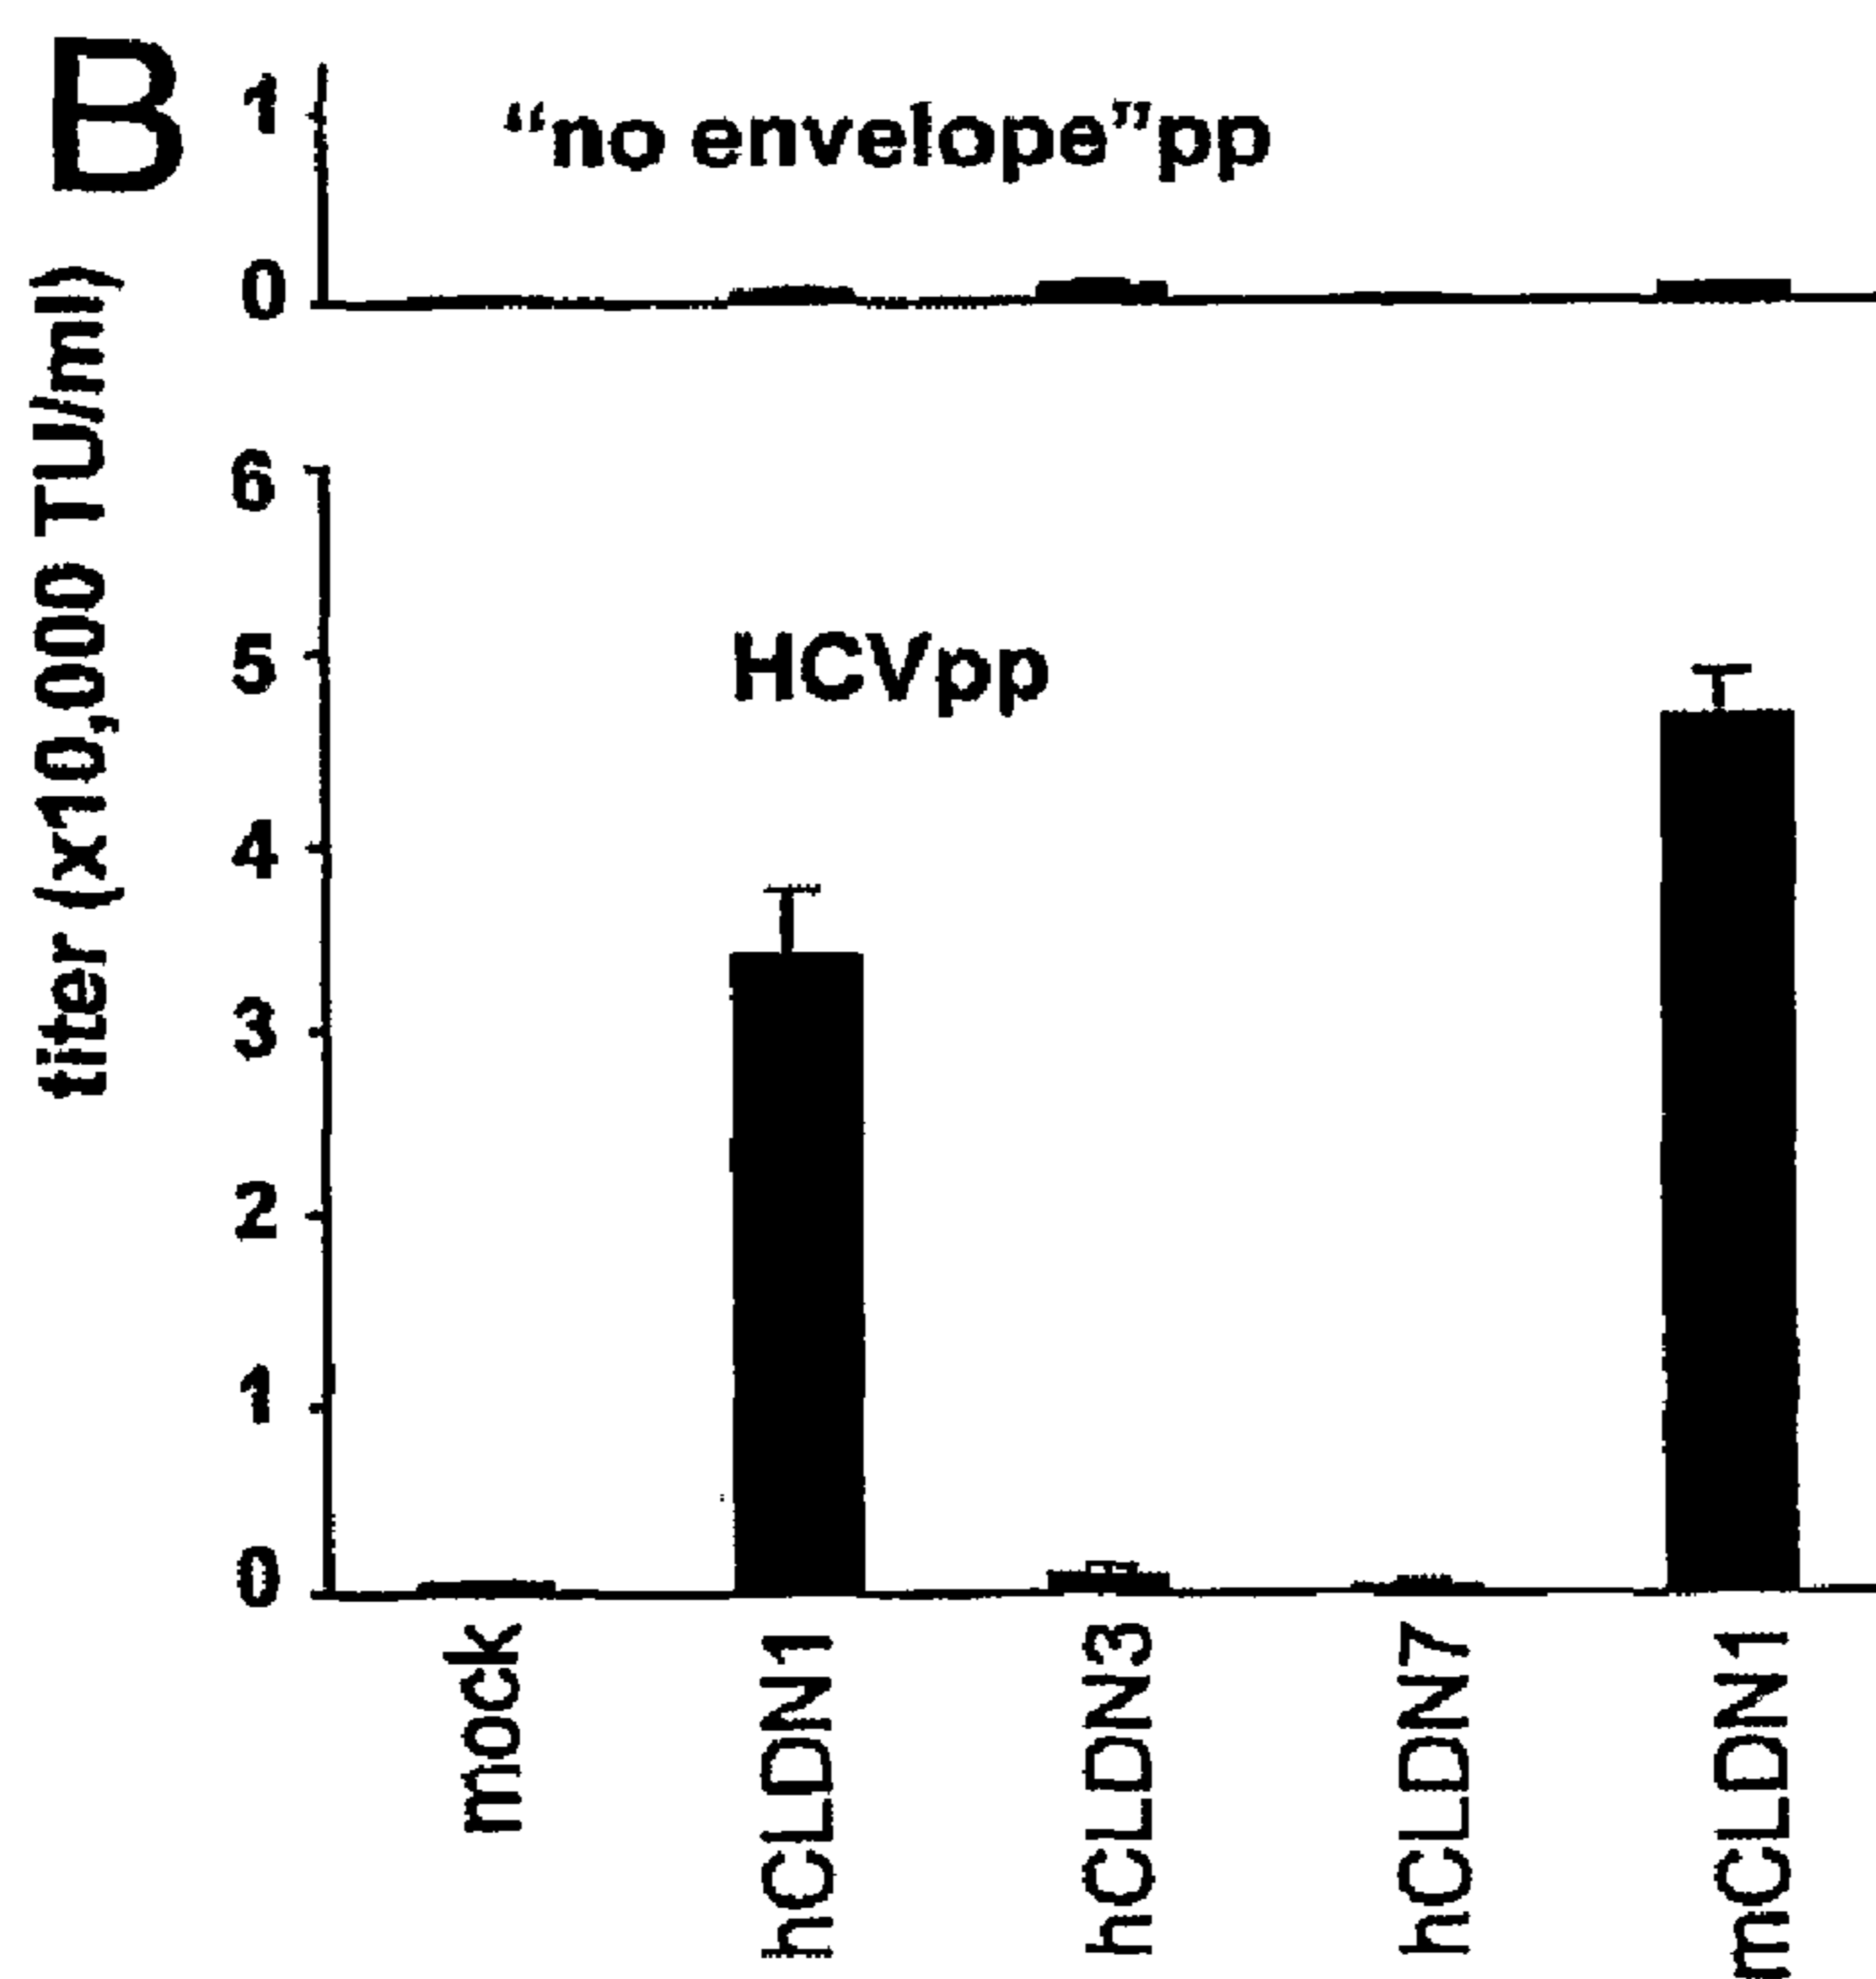 B
1
"no envelope"pp
0
titer (x10,000 TU/ml)
6
5
HCVpp
4
3
2
1
0
mock
hCLDN1
hCLDN3
hCLDN7
mCLDN1